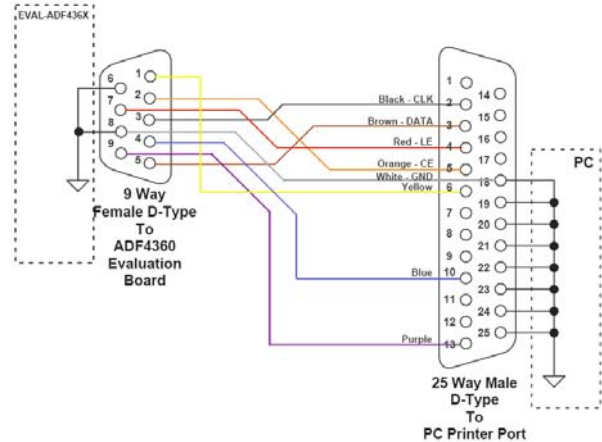 EVAL-ADF436X
1
2
3
4
5
6
7
8
9
9 Way
Female D-Type
To
ADF4360
Evaluation
Board
Black - CLK
Brown - DATA
Red - LE
Orange - CE
White - GND
Yellow
Blue
Purple
1
2
3
4
5
6
7
8
9
10
11
12
13
14
15
16
17
18
19
20
21
22
23
24
25
PC
25 Way Male
D-Type
To
PC Printer Port